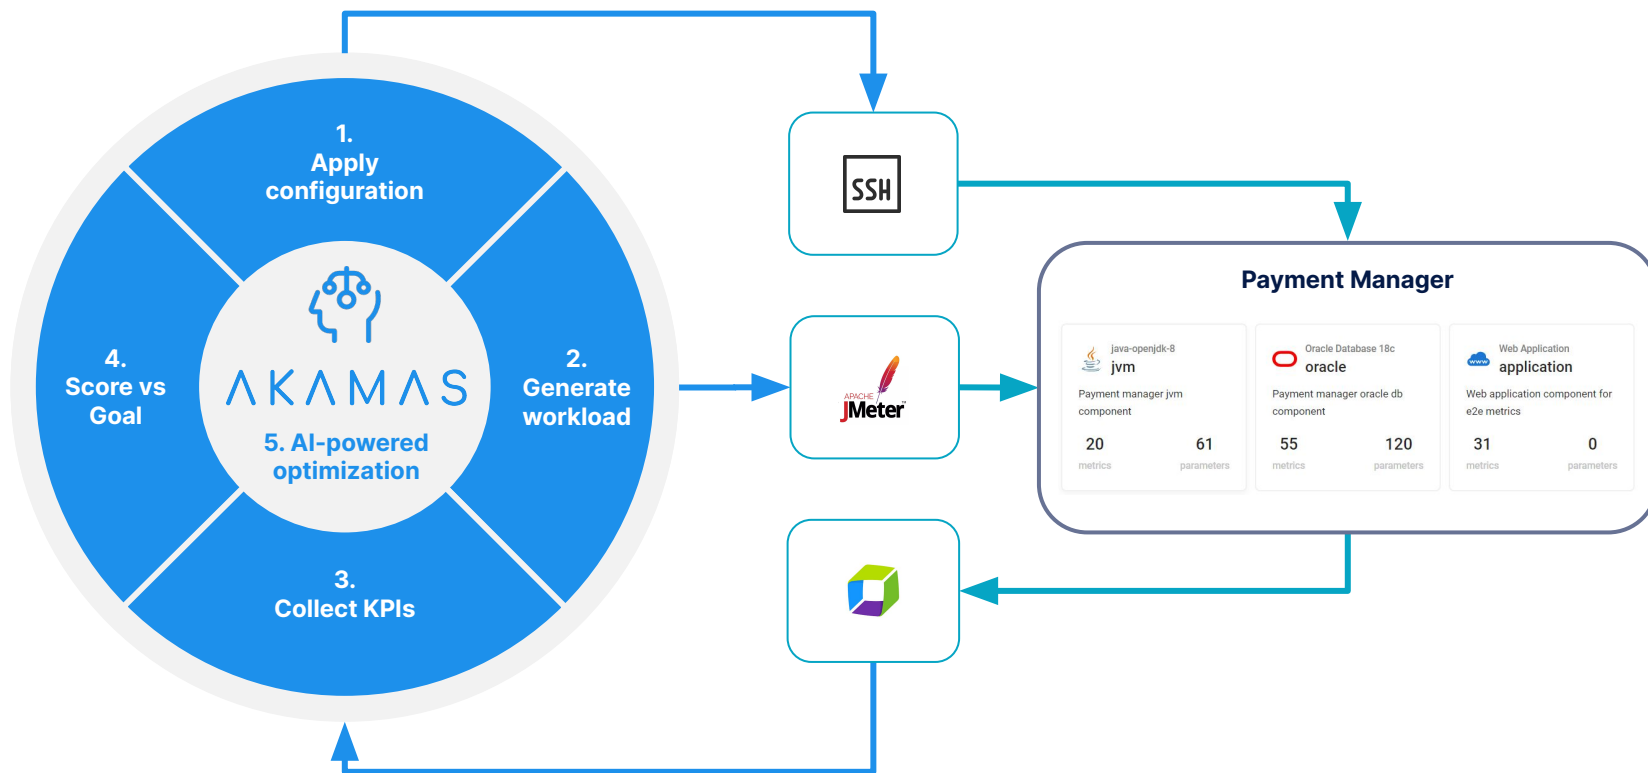 1.
Apply
configuration
2.
Generate
workload
3.
Collect KPIs
4.
Score vs
Goal
AKAMAS
5. AI-powered
optimization
SSH
APACHE
JMeter™
Payment Manager
java-openjdk-8
jvm
Payment manager jvm
component
20
61
metrics
parameters
Oracle Database 18c
oracle
Payment manager oracle db
component
55
120
metrics
parameters
www
Web Application
application
Web application component for
e2e metrics
31
0
metrics
parameters